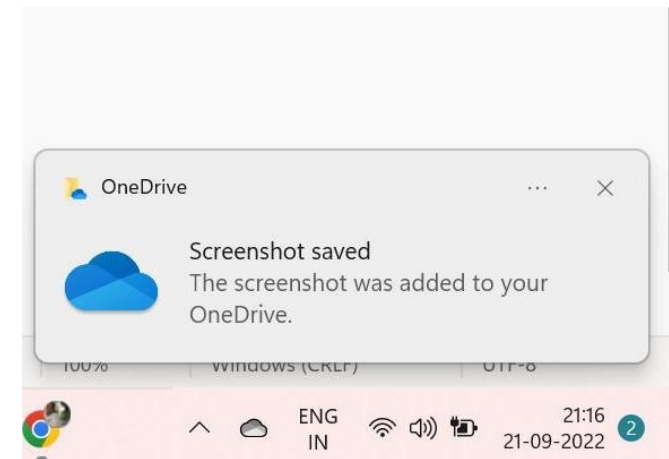 OneDrive
Screenshot saved
The screenshot was added to your
OneDrive.
100%
Windows (CRLF)
UTF-8
ENG
IN
21:16
21-09-2022
2